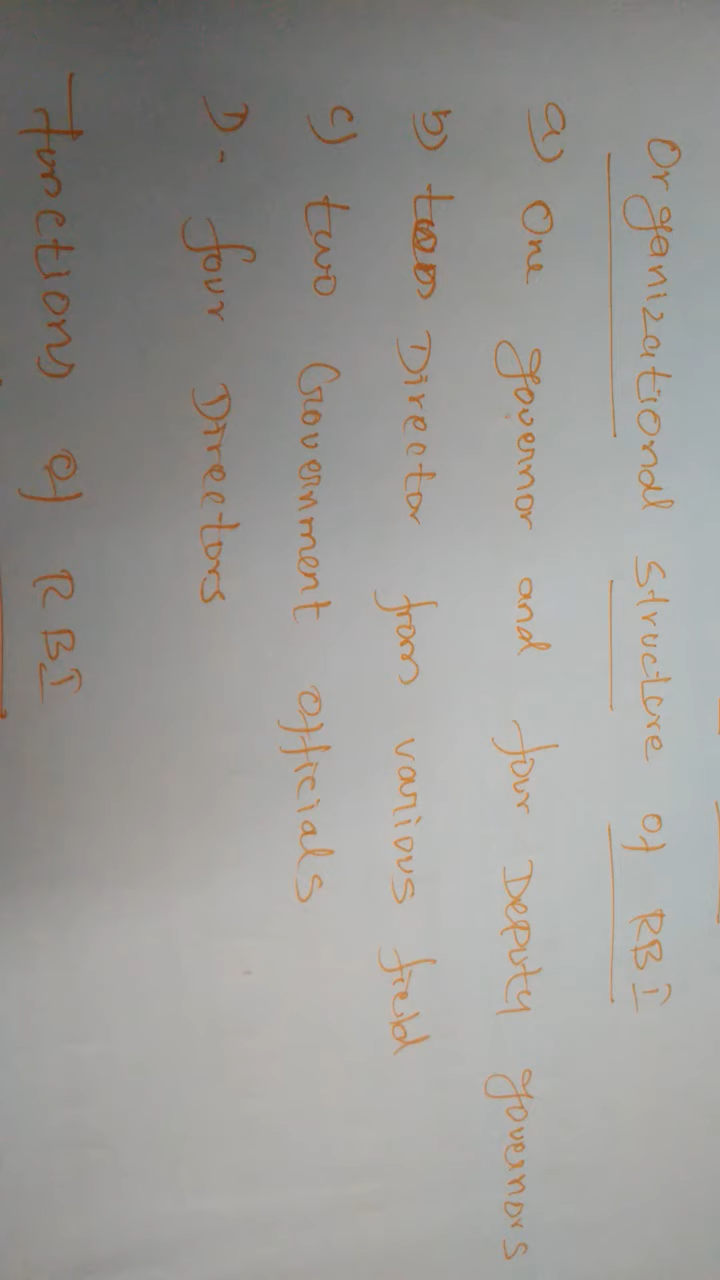 Organizational Structure of RBI
a) One governor and four Deputy governors
b) Director from various field
c) two Government officials
D. four Directors
Functions of RBI